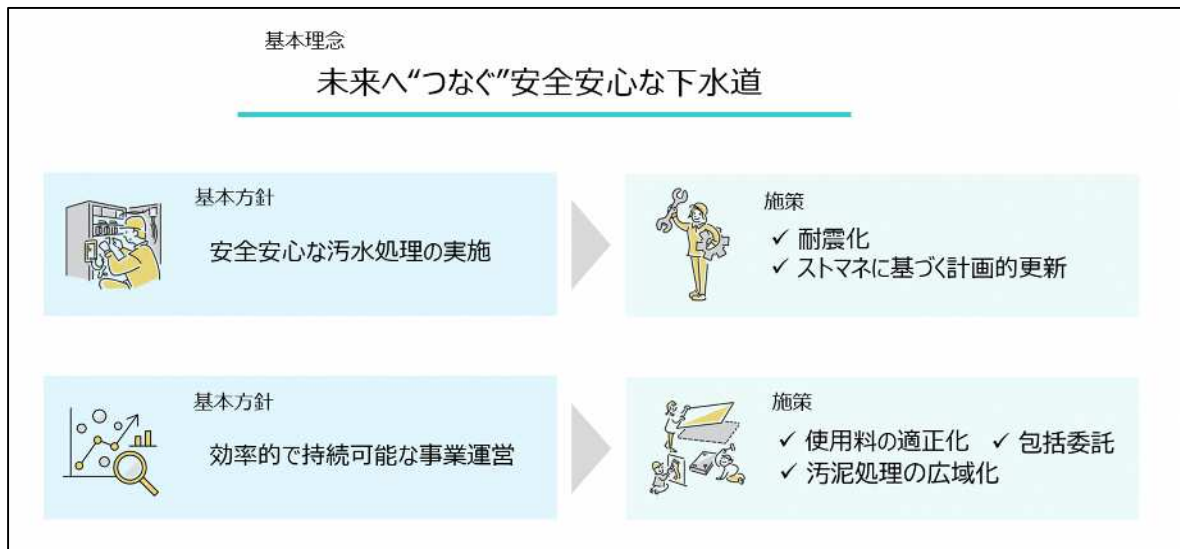 基本理念
未来へ“つなぐ”安全安心な下水道
基本方針
安全安心な汚水処理の実施
施策
✓ 耐震化
✓ ストマネに基づく計画的更新
基本方針
効率的で持続可能な事業運営
施策
✓ 使用料の適正化 ✓ 包括委託
✓ 汚泥処理の広域化